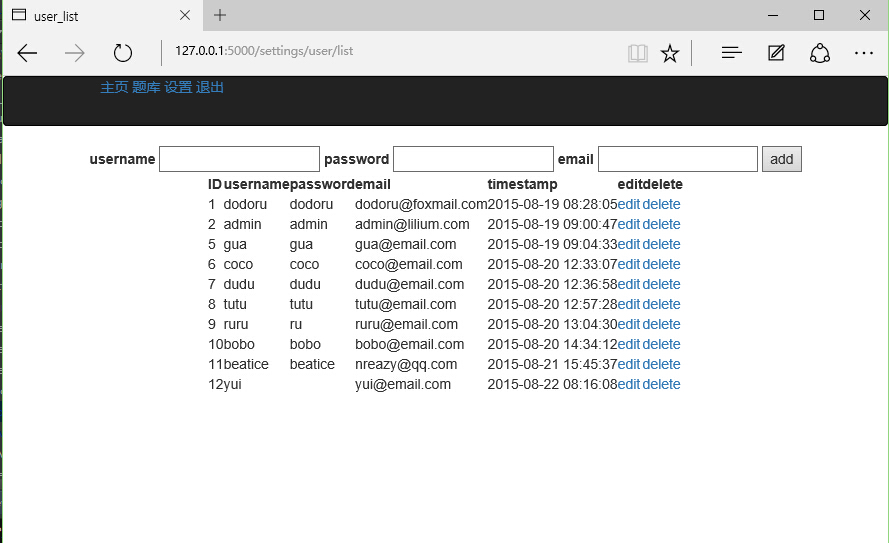 user_list
127.0.0.1:5000/settings/user/list
主页 题库 设置 退出
username password email add
ID username password email timestamp edit delete
1 dodoru dodoru dodoru@foxmail.com 2015-08-19 08:28:05 edit delete
2 admin admin admin@lilium.com 2015-08-19 09:00:47 edit delete
5 gua gua gua@email.com 2015-08-19 09:04:33 edit delete
6 coco coco coco@email.com 2015-08-20 12:33:07 edit delete
7 dudu dudu dudu@email.com 2015-08-20 12:36:58 edit delete
8 tutu tutu tutu@email.com 2015-08-20 12:57:28 edit delete
9 ruru ru ruru@email.com 2015-08-20 13:04:30 edit delete
10 bobo bobo bobo@email.com 2015-08-20 14:34:12 edit delete
11 beatice beatice nreazy@qq.com 2015-08-21 15:45:37 edit delete
12 yui yui@email.com 2015-08-22 08:16:08 edit delete